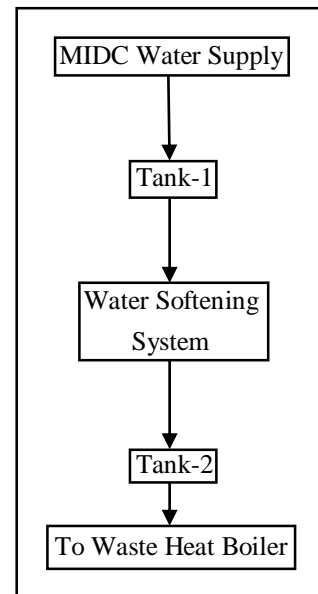 MIDC Water Supply
Tank-1
Water Softening
System
Tank-2
To Waste Heat Boiler